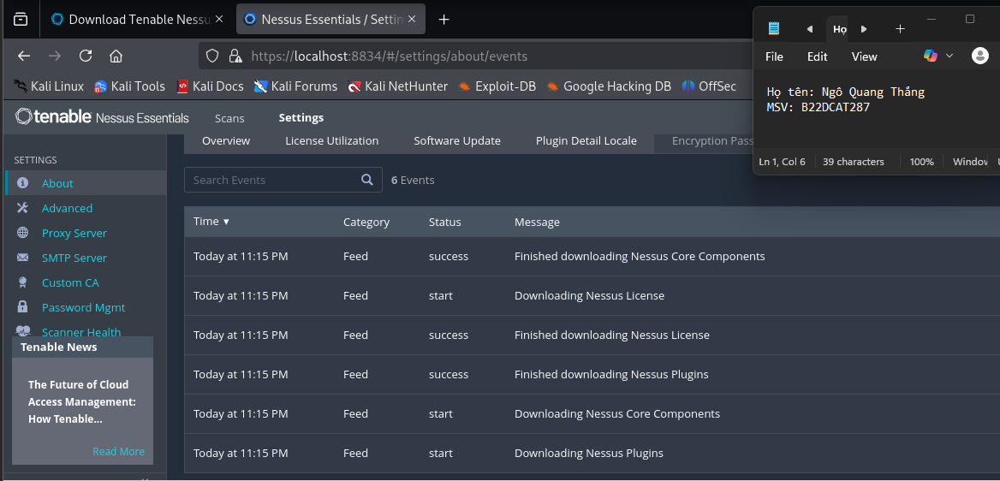 Download Tenable Nessu
Nessus Essentials / Settin
https://localhost:8834/#/settings/about/events
Kali Linux Kali Tools Kali Docs Kali Forums Kali NetHunter Exploit-DB Google Hacking DB OffSec
Họ
File Edit View
Họ tên: Ngô Quang Thắng
MSV: B22DCAT287
Ln 1, Col 6 39 characters 100% Window
tenable Nessus Essentials Scans Settings
Overview License Utilization Software Update Plugin Detail Locale Encryption Pass
SETTINGS
About
Advanced
Proxy Server
SMTP Server
Custom CA
Password Mgmt
Scanner Health
Tenable News
The Future of Cloud
Access Management:
How Tenable...
Read More
Search Events 6 Events
Time ▼ Category Status Message
Today at 11:15 PM Feed success Finished downloading Nessus Core Components
Today at 11:15 PM Feed start Downloading Nessus License
Today at 11:15 PM Feed success Finished downloading Nessus License
Today at 11:15 PM Feed success Finished downloading Nessus Plugins
Today at 11:15 PM Feed start Downloading Nessus Core Components
Today at 11:15 PM Feed start Downloading Nessus Plugins